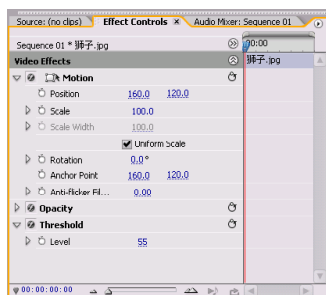 Source: (no clips) Effect Controls × Audio Mixer: Sequence 01
Sequence 01 * 狮子.jpg 00:00
Video Effects 狮子.jpg
Motion
Position 160.0 120.0
Scale 100.0
Scale Width 100.0
Uniform Scale
Rotation 0.0°
Anchor Point 160.0 120.0
Anti-flicker Fil... 0.00
Opacity
Threshold
Level 55
00:00:00:00